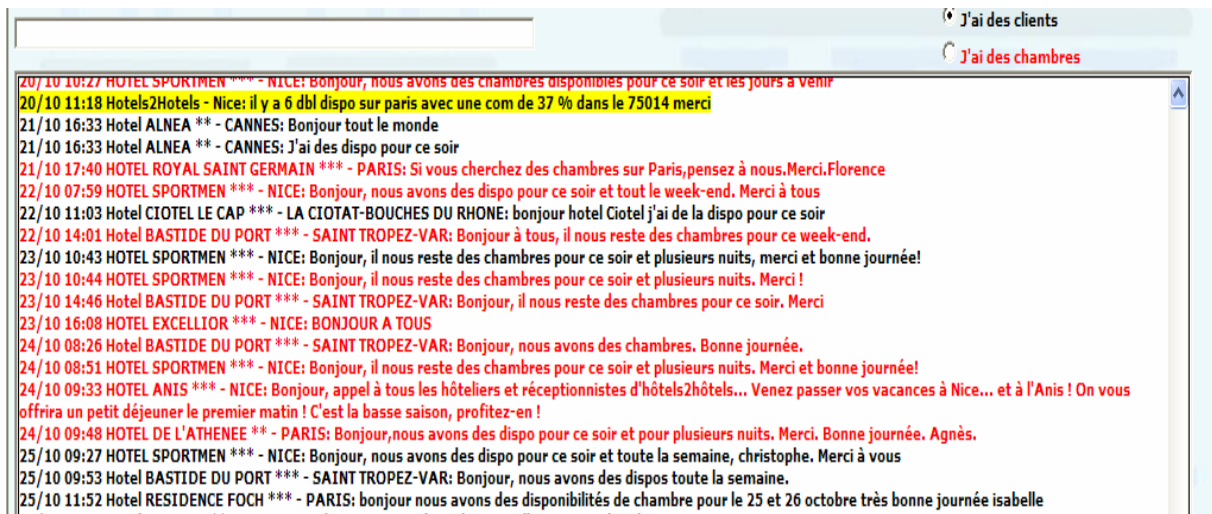 J'ai des clients
J'ai des chambres
20/10 10:27 HOTEL SPORTMEN *** - NICE: Bonjour, nous avons des chambres disponibles pour ce soir et les jours à venir
20/10 11:18 Hotels2Hotels - Nice: il y a 6 dbl dispo sur paris avec une com de 37 % dans le 75014 merci
21/10 16:33 Hotel ALNEA ** - CANNES: Bonjour tout le monde
21/10 16:33 Hotel ALNEA ** - CANNES: J'ai des dispo pour ce soir
21/10 17:40 HOTEL ROYAL SAINT GERMAIN *** - PARIS: Si vous cherchez des chambres sur Paris,pensez à nous.Merci.Florence
22/10 07:59 HOTEL SPORTMEN *** - NICE: Bonjour, nous avons des dispo pour ce soir et tout le week-end. Merci à tous
22/10 11:03 Hotel CIOTEL LE CAP *** - LA CIOTAT-BOUCHES DU RHONE: bonjour hotel Ciotel j'ai de la dispo pour ce soir
22/10 14:01 Hotel BASTIDE DU PORT *** - SAINT TROPEZ-VAR: Bonjour à tous, il nous reste des chambres pour ce week-end.
23/10 10:43 HOTEL SPORTMEN *** - NICE: Bonjour, il nous reste des chambres pour ce soir et plusieurs nuits, merci et bonne journée!
23/10 10:44 HOTEL SPORTMEN *** - NICE: Bonjour, il nous reste des chambres pour ce soir et plusieurs nuits. Merci !
23/10 14:46 Hotel BASTIDE DU PORT *** - SAINT TROPEZ-VAR: Bonjour, il nous reste des chambres pour ce soir. Merci
23/10 16:08 HOTEL EXCELLIOR *** - NICE: BONJOUR A TOUS
24/10 08:26 Hotel BASTIDE DU PORT *** - SAINT TROPEZ-VAR: Bonjour, nous avons des chambres. Bonne journée.
24/10 08:51 HOTEL SPORTMEN *** - NICE: Bonjour, il nous reste des chambres pour ce soir et plusieurs nuits. Merci et bonne journée!
24/10 09:33 HOTEL ANIS *** - NICE: Bonjour, appel à tous les hôteliers et réceptionnistes d'hôtels2hôtels... Venez passer vos vacances à Nice... et à l'Anis ! On vous
offrira un petit déjeuner le premier matin ! C'est la basse saison, profitez-en !
24/10 09:48 HOTEL DE L'ATHENEE ** - PARIS: Bonjour,nous avons des dispo pour ce soir et pour plusieurs nuits. Merci. Bonne journée. Agnès.
25/10 09:27 HOTEL SPORTMEN *** - NICE: Bonjour, nous avons des dispo pour ce soir et toute la semaine, christophe. Merci à vous
25/10 09:53 Hotel BASTIDE DU PORT *** - SAINT TROPEZ-VAR: Bonjour, nous avons des dispos toute la semaine.
25/10 11:52 Hotel RESIDENCE FOCH *** - PARIS: bonjour nous avons des disponibilités de chambre pour le 25 et 26 octobre très bonne journée isabelle